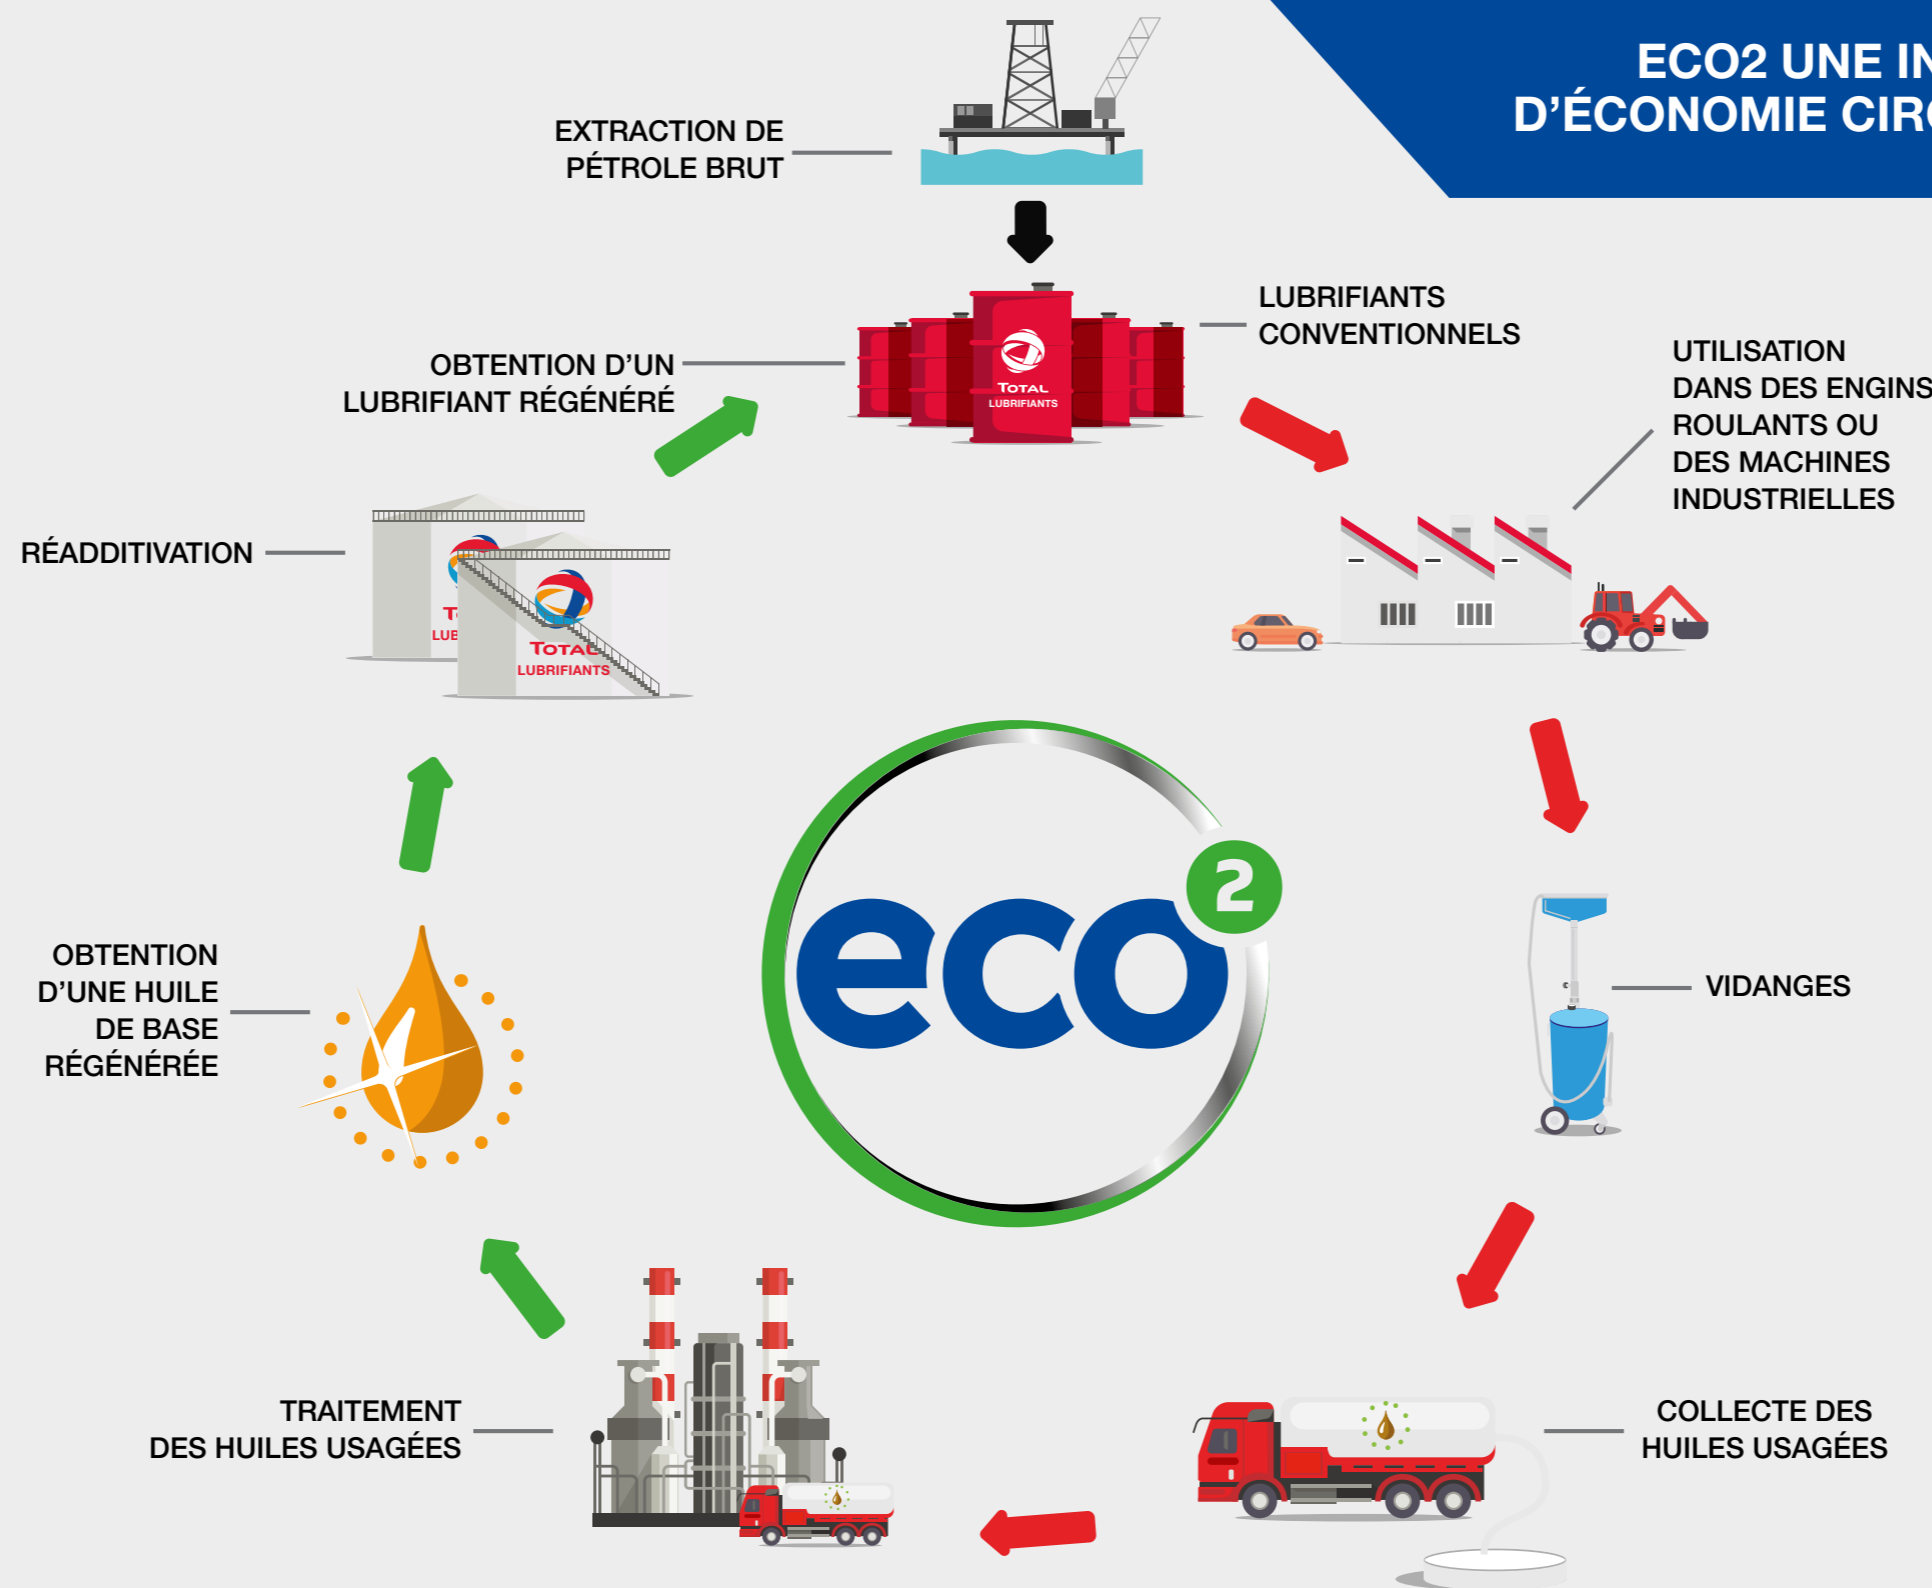 ECO2 UNE IN
D'ÉCONOMIE CIRC
EXTRACTION DE
PÉTROLE BRUT
LUBRIFIANTS
CONVENTIONNELS
OBTENTION D'UN
LUBRIFIANT RÉGÉNÉRÉ
TOTAL
LUBRIFIANTS
UTILISATION
DANS DES ENGINS
ROULANTS OU
DES MACHINES
INDUSTRIELLES
RÉADDITIVATION
T
LUB
TOTAL
LUBRIFIANTS
eco2
OBTENTION
D'UNE HUILE
DE BASE
RÉGÉNÉRÉE
VIDANGES
TRAITEMENT
DES HUILES USAGÉES
COLLECTE DES
HUILES USAGÉES